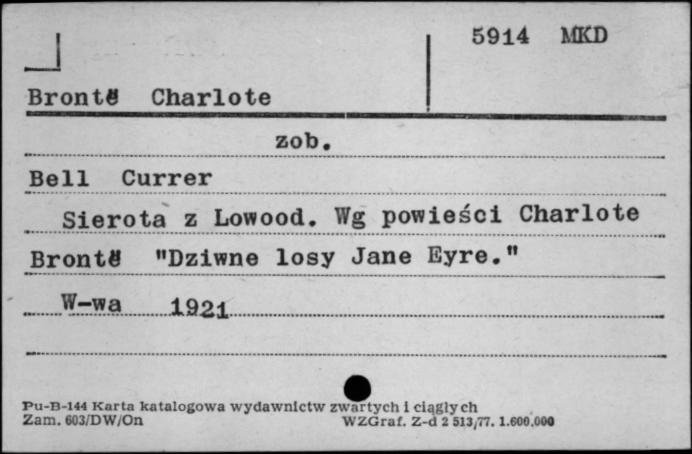 5914 MKD
Brontë Charlote
zob.
Bell Currer
Sierota z Lowood. Wg powieści Charlote
Brontë "Dziwne losy Jane Eyre."
W-wa 1921
Pu-B-144 Karta katalogowa wydawnictw zwartych i ciągłych
Zam. 603/DW/On WZGraf. Z-d 2 513/77. 1.600.000